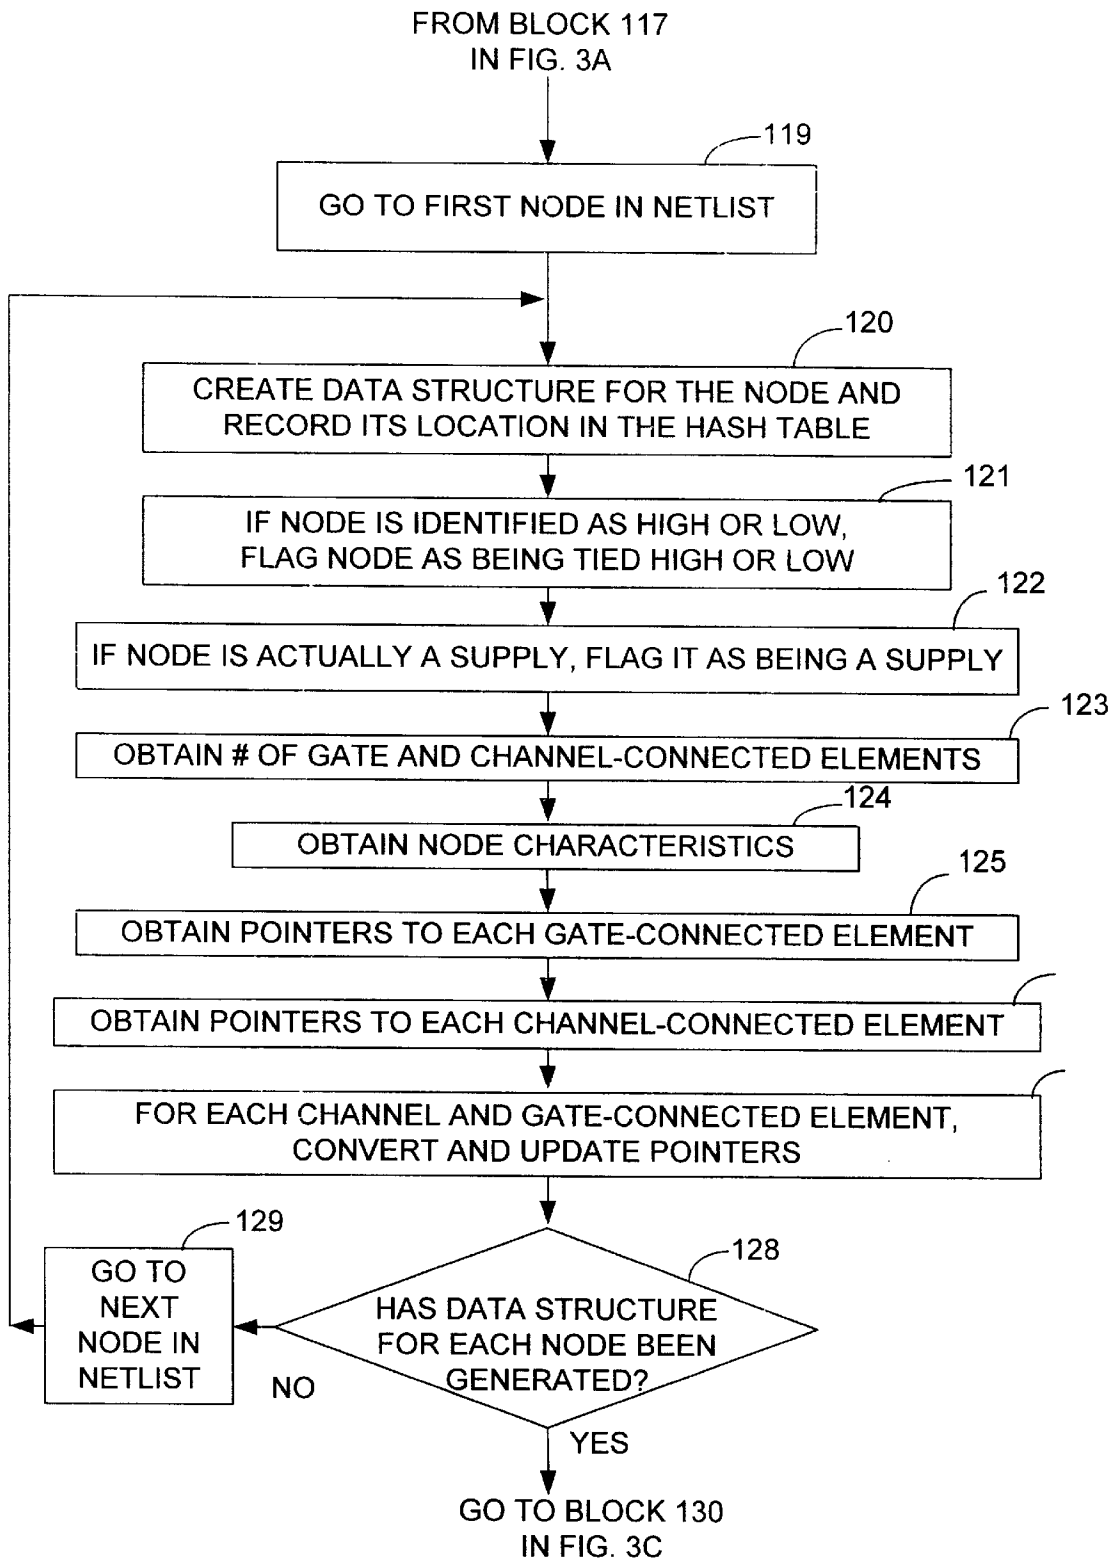 FROM BLOCK 117
IN FIG. 3A
119
GO TO FIRST NODE IN NETLIST
120
CREATE DATA STRUCTURE FOR THE NODE AND
RECORD ITS LOCATION IN THE HASH TABLE
121
IF NODE IS IDENTIFIED AS HIGH OR LOW,
FLAG NODE AS BEING TIED HIGH OR LOW
122
IF NODE IS ACTUALLY A SUPPLY, FLAG IT AS BEING A SUPPLY
123
OBTAIN # OF GATE AND CHANNEL-CONNECTED ELEMENTS
124
OBTAIN NODE CHARACTERISTICS
125
OBTAIN POINTERS TO EACH GATE-CONNECTED ELEMENT
OBTAIN POINTERS TO EACH CHANNEL-CONNECTED ELEMENT
FOR EACH CHANNEL AND GATE-CONNECTED ELEMENT,
CONVERT AND UPDATE POINTERS
129
GO TO
NEXT
NODE IN
NETLIST
128
HAS DATA STRUCTURE
FOR EACH NODE BEEN
GENERATED?
NO
YES
GO TO BLOCK 130
IN FIG. 3C